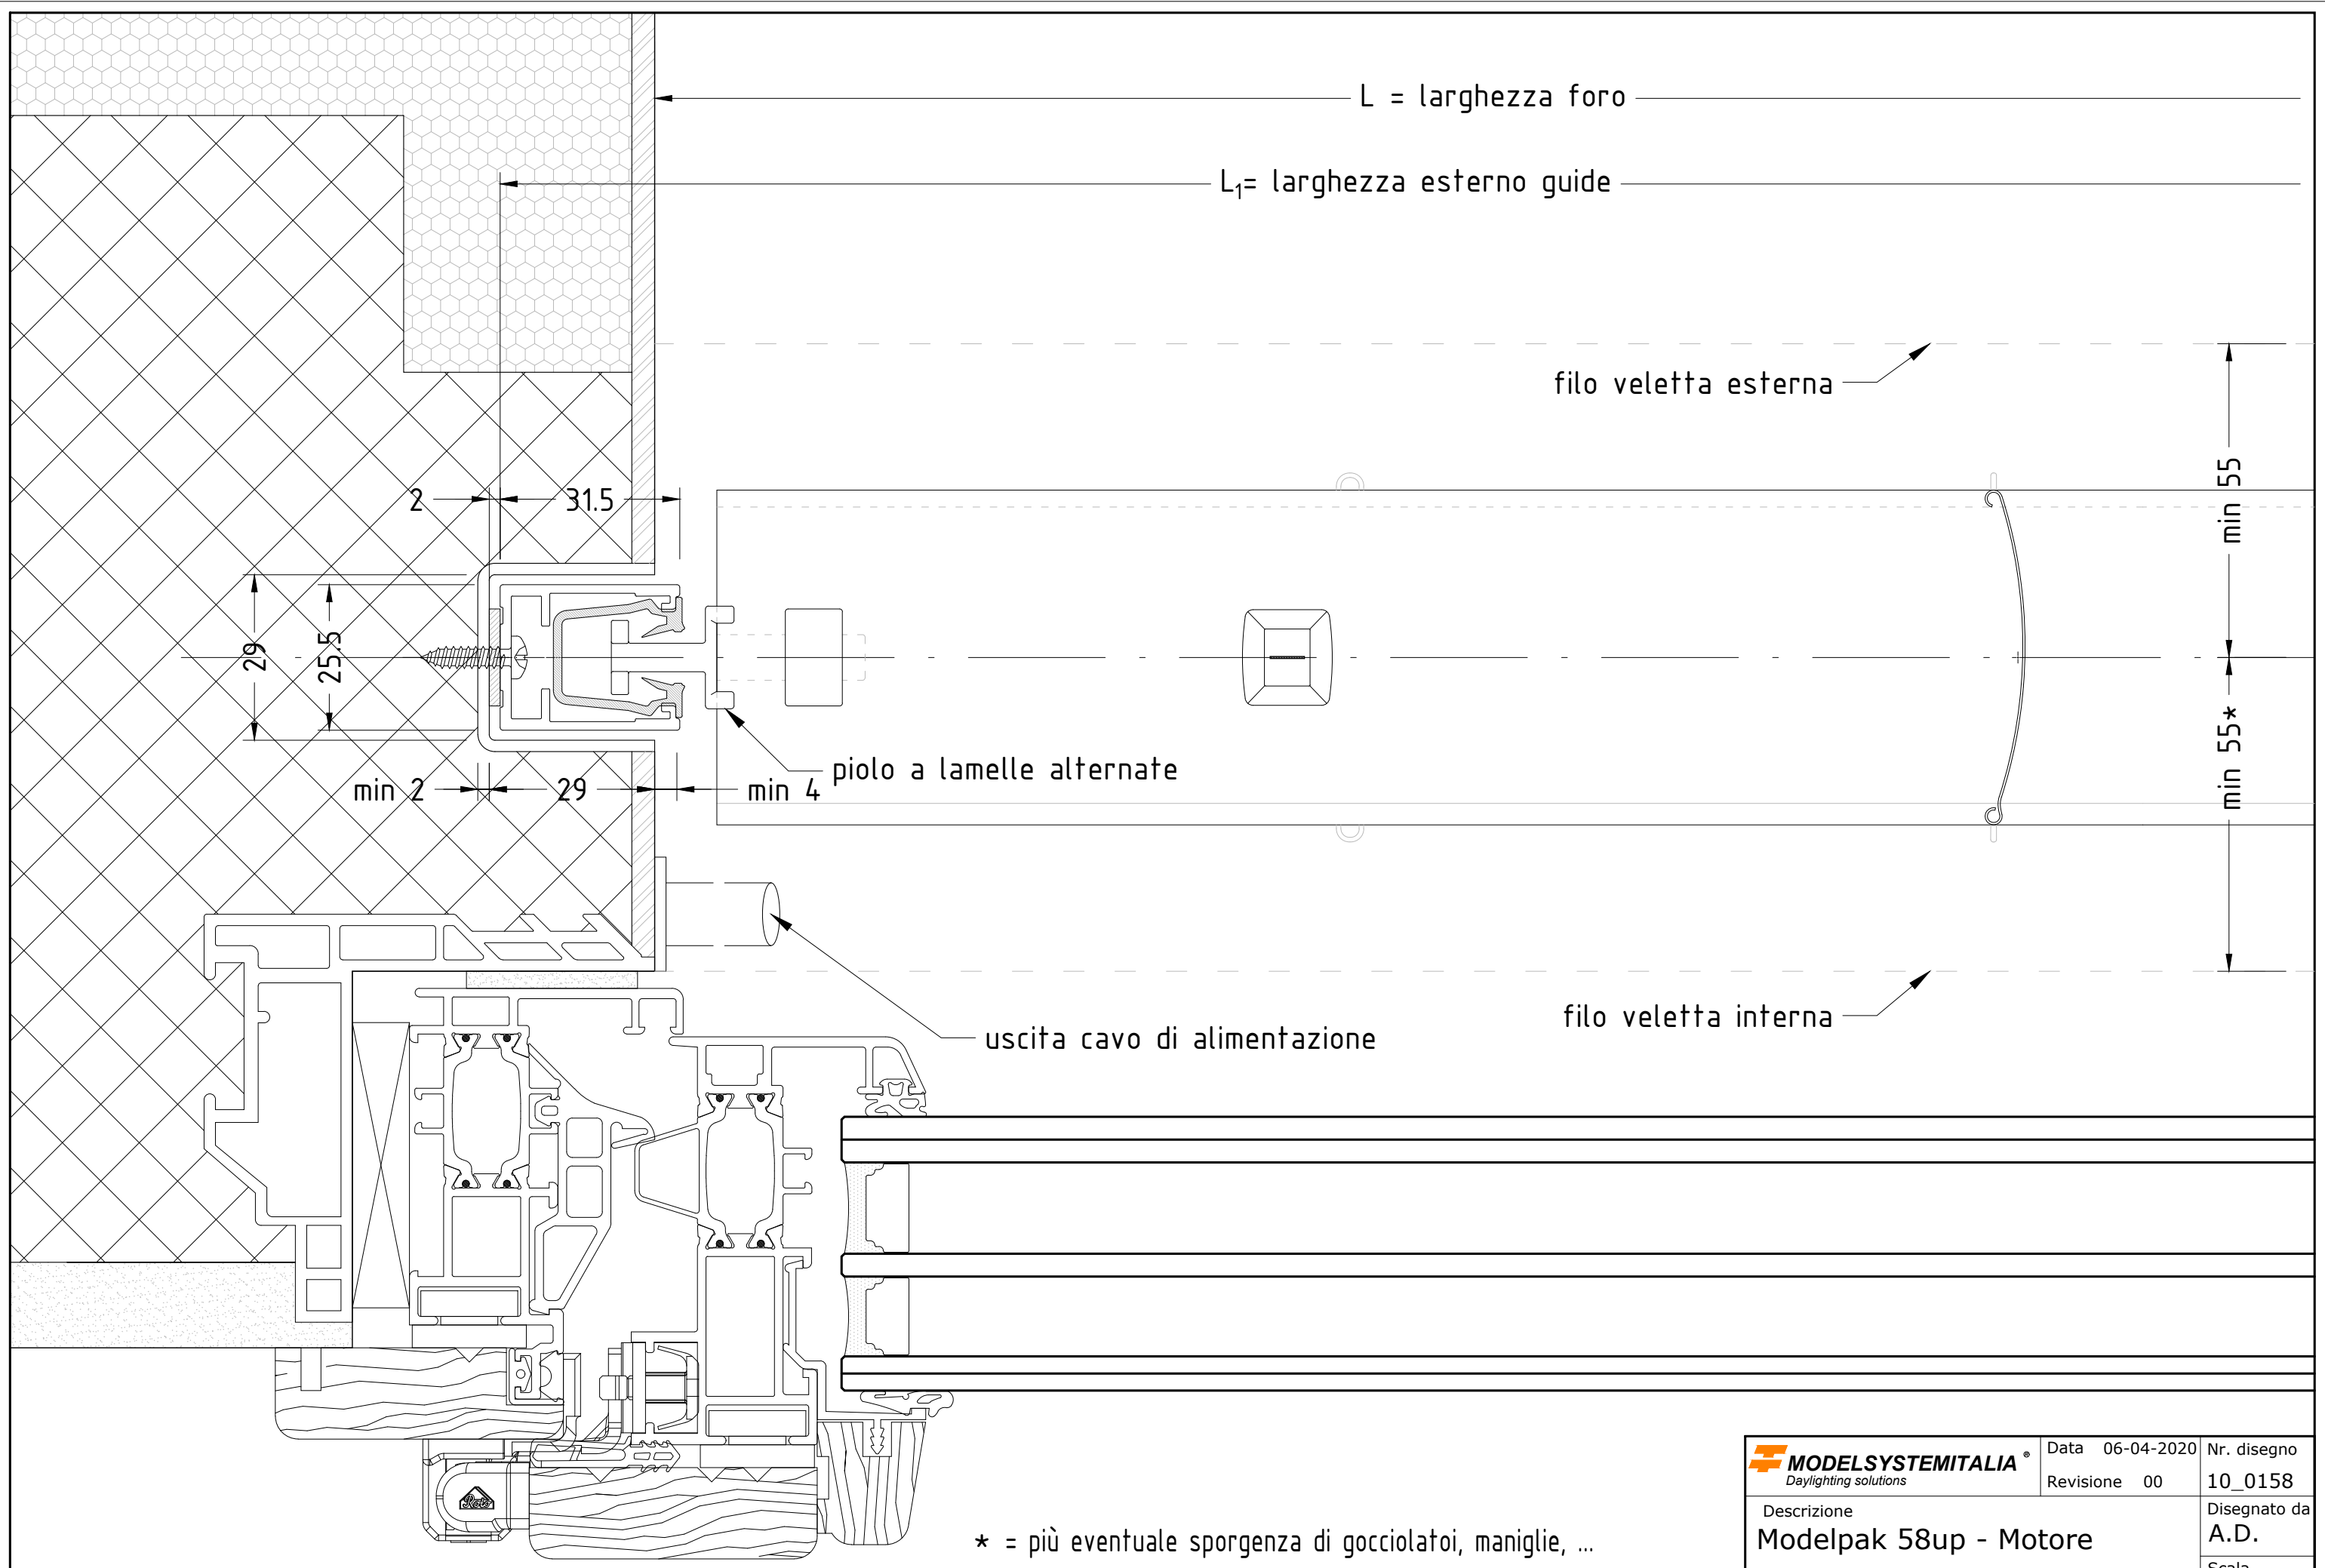 L = larghezza foro
L₁= larghezza esterno guide
filo veletta esterna
min 55
2
31.5
29
25.5
min 55*
piolo a lamelle alternate
min 2
29
min 4
filo veletta interna
uscita cavo di alimentazione
Roto
* = più eventuale sporgenza di gocciolatoi, maniglie, ...
MODELSYSTEMITALIA ®
Daylighting solutions
Data 06-04-2020
Revisione 00
Nr. disegno
10_0158
Descrizione
Modelpak 58up - Motore
Disegnato da
A.D.
Scala